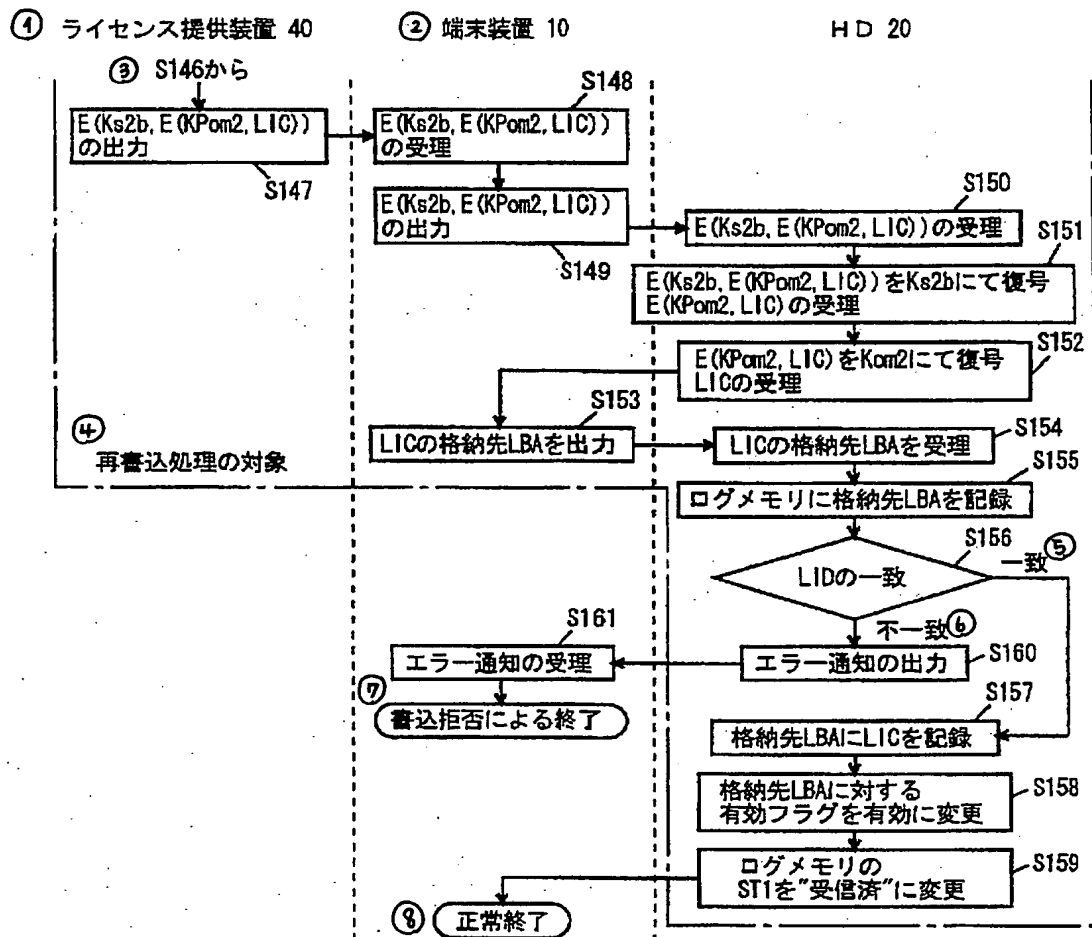 ① ライセンス提供装置 40
② 端末装置 10
HD 20
③ S146から
E(Ks2b, E(KPom2, LIC))
の出力
S147
S148
E(Ks2b, E(KPom2, LIC))
の受理
E(Ks2b, E(KPom2, LIC))
の出力
S149
S150
E(Ks2b, E(KPom2, LIC))の受理
S151
E(Ks2b, E(KPom2, LIC))をKs2bにて復号
E(KPom2, LIC)の受理
S152
E(KPom2, LIC)をKom2にて復号
LICの受理
S153
LICの格納先LBAを出力
S154
LICの格納先LBAを受理
④
再書込処理の対象
S155
ログメモリに格納先LBAを記録
S156
LIDの一致
一致⑤
不一致⑥
S160
エラー通知の出力
S161
エラー通知の受理
⑦
書込拒否による終了
S157
格納先LBAにLICを記録
S158
格納先LBAに対する
有効フラグを有効に変更
S159
ログメモリの
ST1を"受信済"に変更
⑧ 正常終了